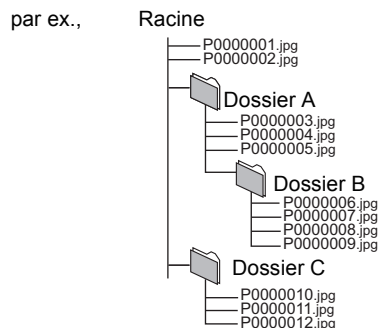 par ex., Racine
P0000001.jpg
P0000002.jpg
Dossier A
P0000003.jpg
P0000004.jpg
P0000005.jpg
Dossier B
P0000006.jpg
P0000007.jpg
P0000008.jpg
P0000009.jpg
Dossier C
P0000010.jpg
P0000011.jpg
P0000012.jpg